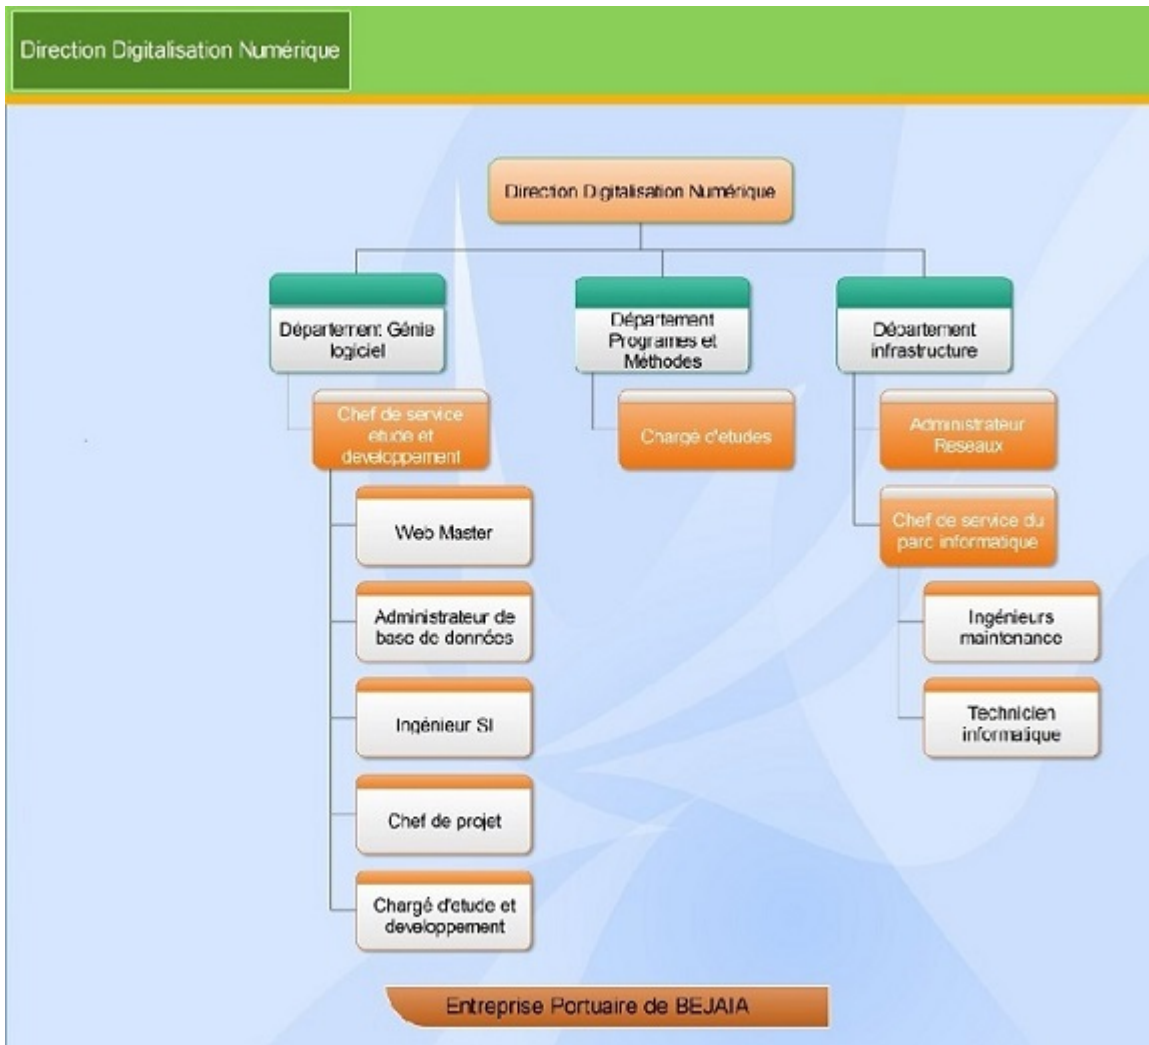 Direction Digitalisation Numérique
Direction Digitalisation Numérique
Département Génie
logiciel
Département
Programes et
Méthodes
Département
infrastructure
Chef de service
etude et
developpement
Chargé d'etudes
Administrateur
Reseaux
Web Master
Chef de service du
parc informatique
Administrateur de
base de données
Ingénieurs
maintenance
Ingénieur SI
Technicien
informatique
Chef de projet
Chargé d'etude et
developpement
Entreprise Portuaire de BEJAIA